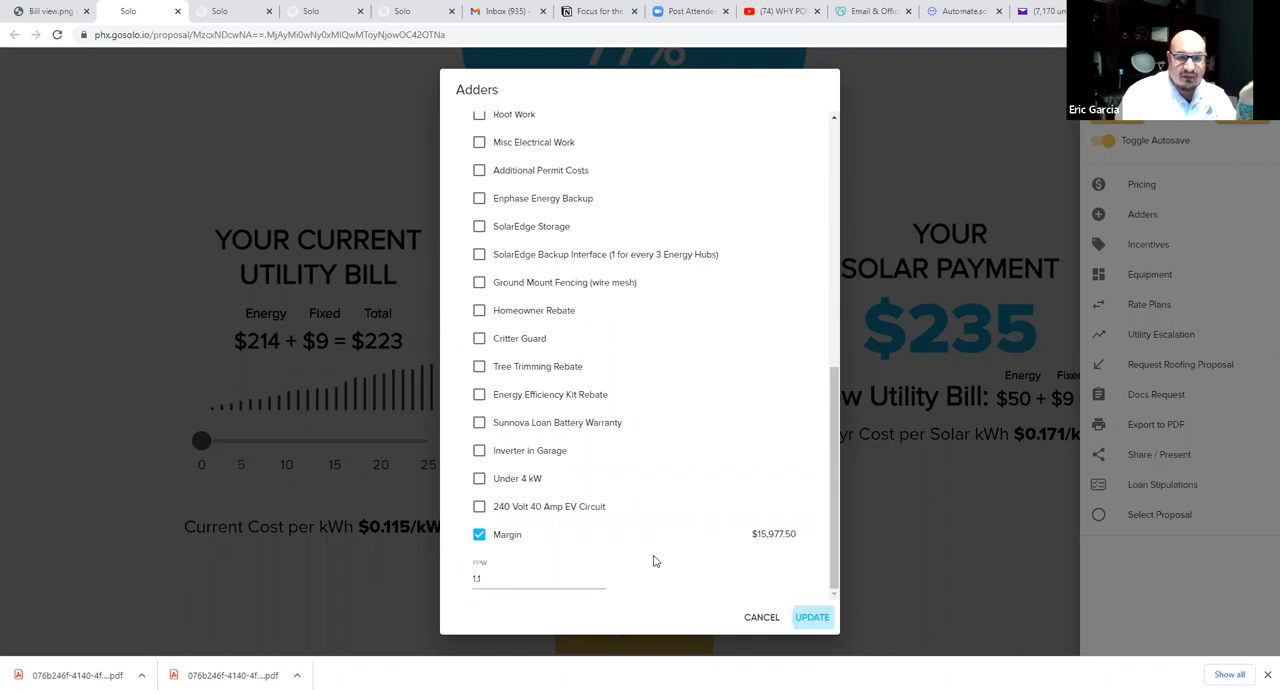 Bill view.png
Solo
Solo
Solo
Solo
Inbox (935) -
Focus for the
Post Attende
(74) WHY PO
Email & Offic
Automate.so
(7,170 un
phx.gosolo.io/proposal/MzcxNDcwNA==.MjAyMi0wNy0xMlQwMToyNjowOC42OTNa
77%
Eric Garcia
Adders
Roof Work
Misc Electrical Work
Additional Permit Costs
Enphase Energy Backup
SolarEdge Storage
SolarEdge Backup Interface (1 for every 3 Energy Hubs)
Ground Mount Fencing (wire mesh)
Homeowner Rebate
Critter Guard
Tree Trimming Rebate
Energy Efficiency Kit Rebate
Sunnova Loan Battery Warranty
Inverter in Garage
Under 4 kW
240 Volt 40 Amp EV Circuit
Margin $15,977.50
PPW
1.1
CANCEL UPDATE
YOUR CURRENT
UTILITY BILL
Energy Fixed Total
$214 + $9 = $223
0 5 10 15 20 25
Current Cost per kWh $0.115/kW
YOUR
SOLAR PAYMENT
$235
Energy Fixe
w Utility Bill: $50 + $9
yr Cost per Solar kWh $0.171/k
Toggle Autosave
Pricing
Adders
Incentives
Equipment
Rate Plans
Utility Escalation
Request Roofing Proposal
Docs Request
Export to PDF
Share / Present
Loan Stipulations
Select Proposal
076b246f-4140-4f....pdf
076b246f-4140-4f....pdf
Show all